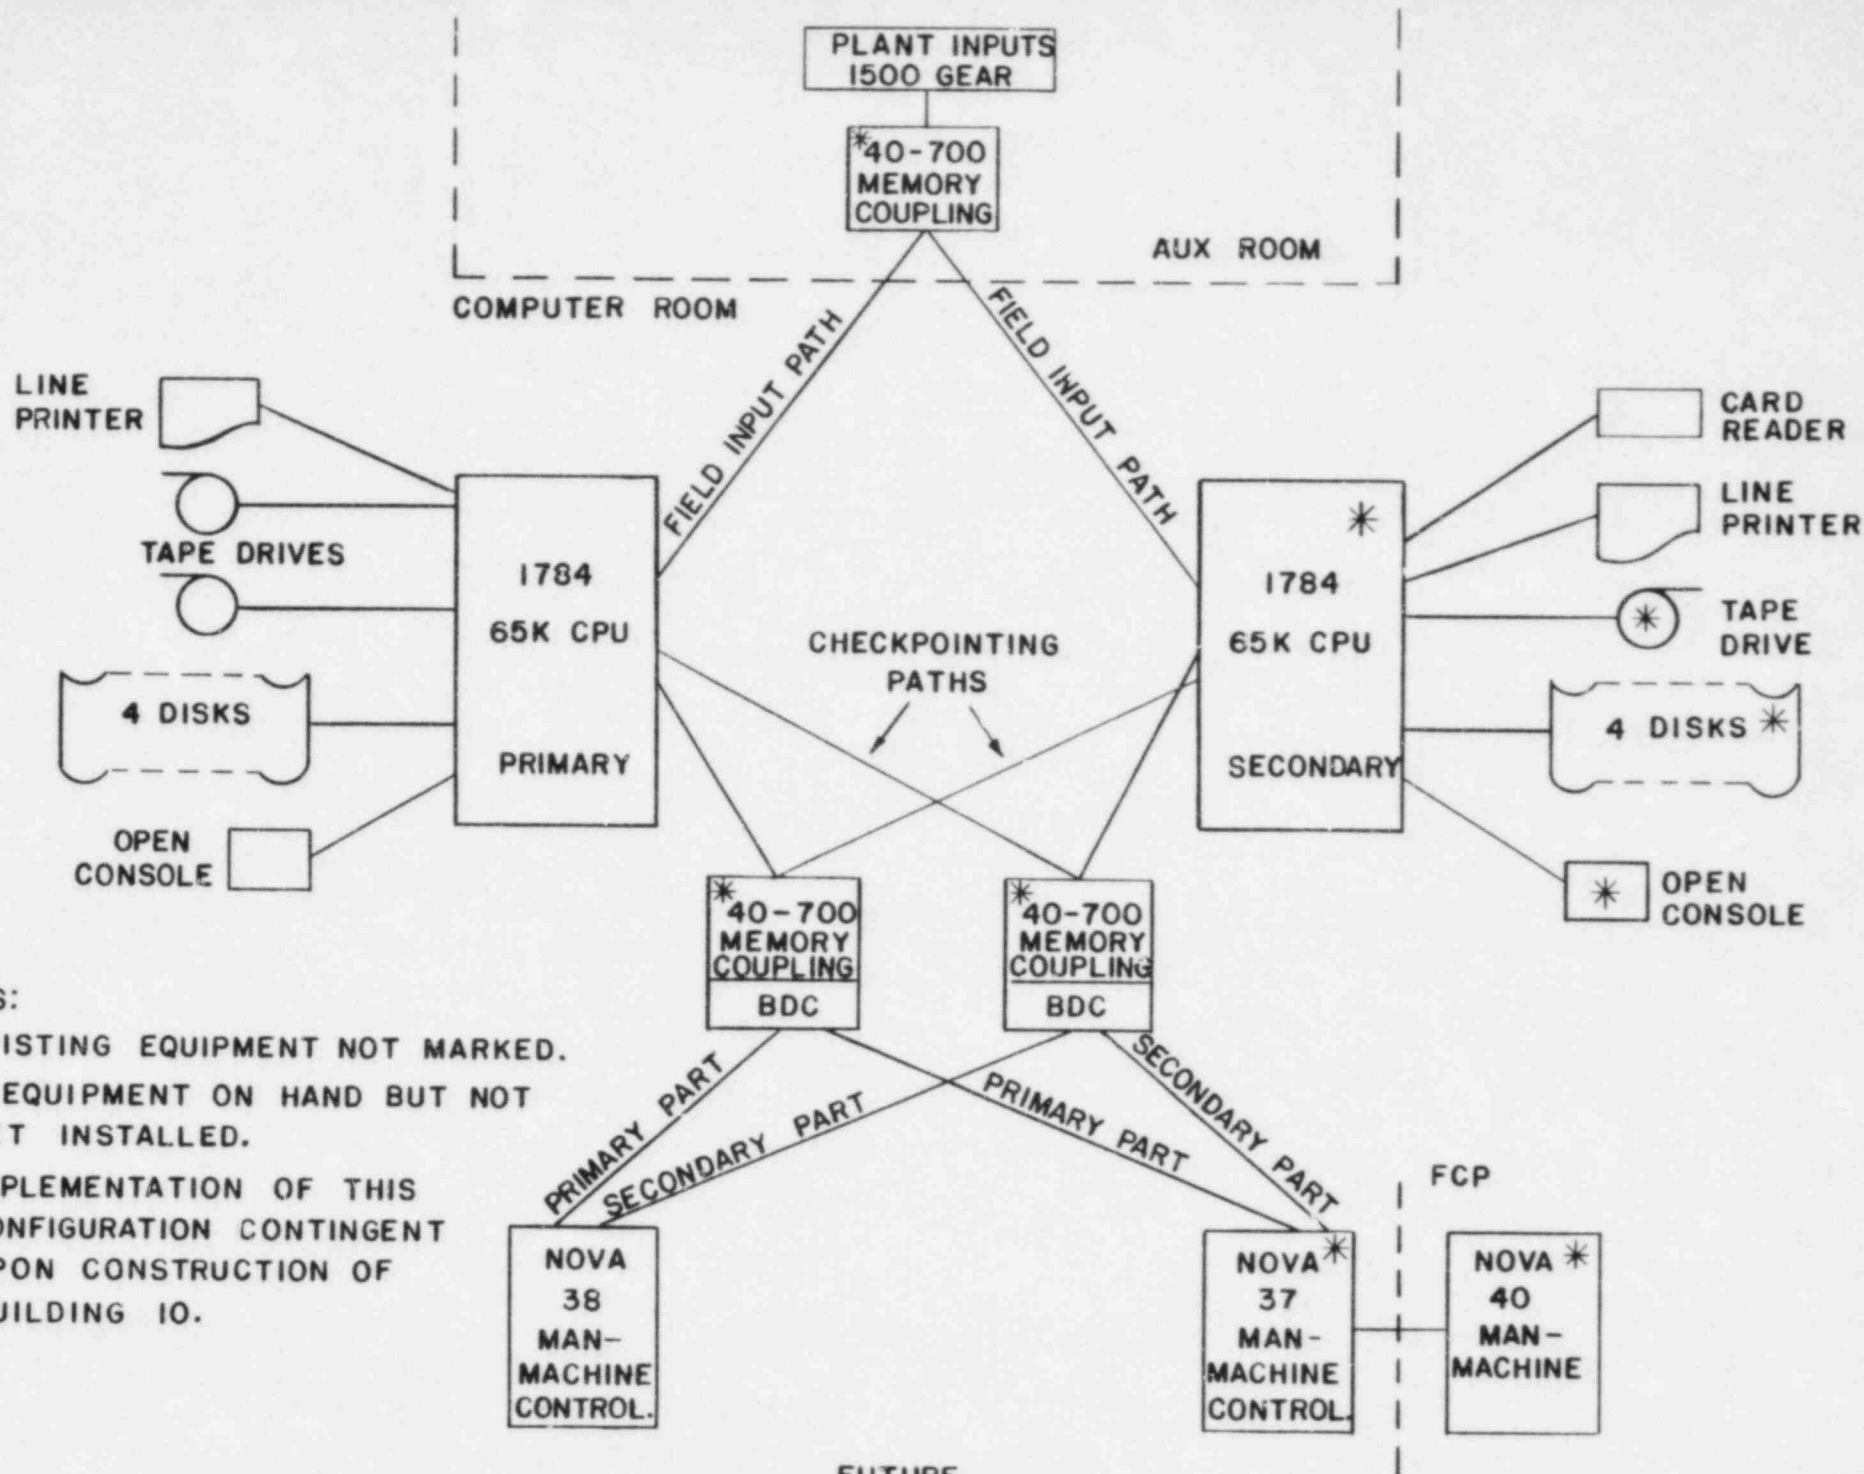 PLANT INPUTS
1500 GEAR
*40-700
MEMORY
COUPLING
AUX ROOM
COMPUTER ROOM
FIELD INPUT PATH
FIELD INPUT PATH
LINE
PRINTER
TAPE DRIVES
4 DISKS
OPEN
CONSOLE
1784
65K CPU
PRIMARY
CHECKPOINTING
PATHS
*
1784
65K CPU
SECONDARY
CARD
READER
LINE
PRINTER
*
TAPE
DRIVE
4 DISKS *
*
OPEN
CONSOLE
*
40-700
MEMORY
COUPLING
BDC
*
40-700
MEMORY
COUPLING
BDC
S:
ISTING EQUIPMENT NOT MARKED.
EQUIPMENT ON HAND BUT NOT
T INSTALLED.
PLEMENTATION OF THIS
ONFIGURATION CONTINGENT
PON CONSTRUCTION OF
UILDING 10.
PRIMARY PART
SECONDARY PART
PRIMARY PART
SECONDARY PART
NOVA
38
MAN-
MACHINE
CONTROL.
NOVA *
37
MAN-
MACHINE
CONTROL.
FCP
NOVA *
40
MAN-
MACHINE
FUTURE